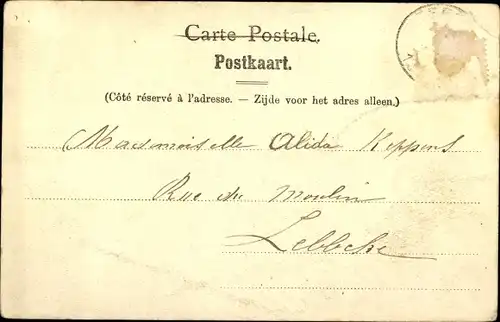 Carte Postale.
Postkaart.
(Côté réservé à l'adresse. — Zijde voor het adres alleen.)
Mademoiselle Alida Keppens
Rue du Moulin
Lebbeke